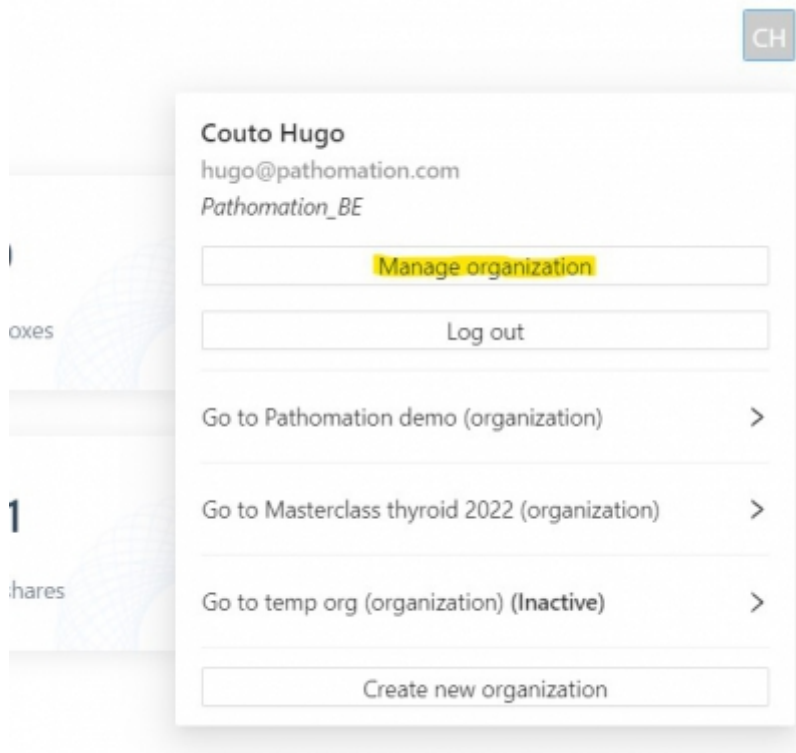 CH
Couto Hugo
hugo@pathomation.com
Pathomation_BE
Manage organization
oxes
Log out
Go to Pathomation demo (organization)
1
Go to Masterclass thyroid 2022 (organization)
hares
Go to temp org (organization) (Inactive)
Create new organization